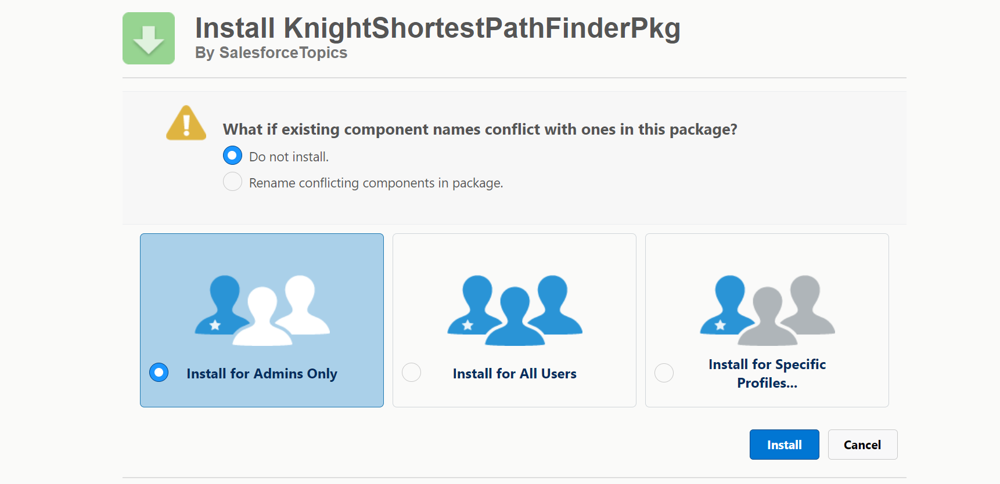 Install KnightShortestPathFinderPkg
By SalesforceTopics
What if existing component names conflict with ones in this package?
Do not install.
Rename conflicting components in package.
Install for Admins Only
Install for All Users
Install for Specific
Profiles...
Install
Cancel